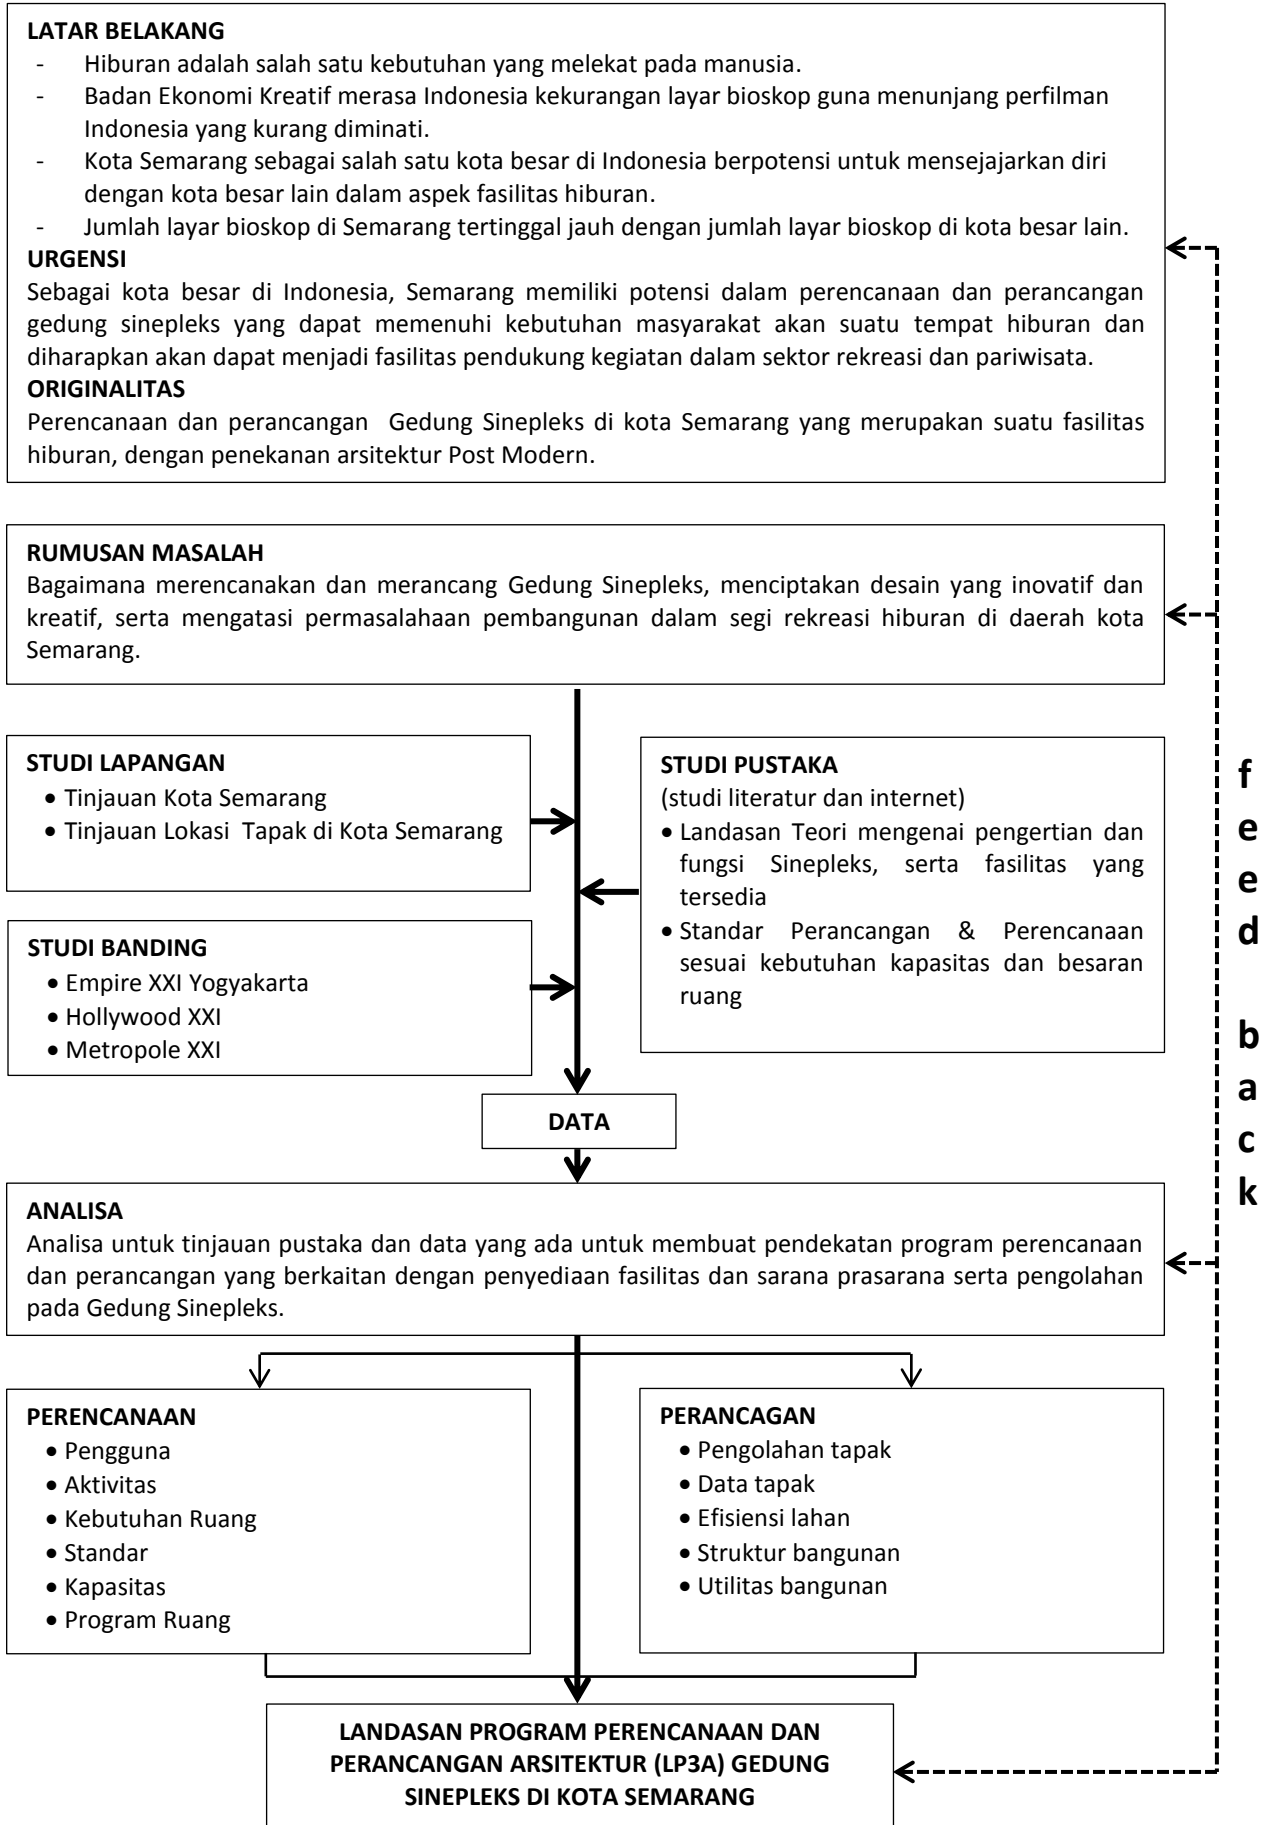 LATAR BELAKANG
- Hiburan adalah salah satu kebutuhan yang melekat pada manusia.
- Badan Ekonomi Kreatif merasa Indonesia kekurangan layar bioskop guna menunjang perfilman
Indonesia yang kurang diminati.
- Kota Semarang sebagai salah satu kota besar di Indonesia berpotensi untuk mensejajarkan diri
dengan kota besar lain dalam aspek fasilitas hiburan.
- Jumlah layar bioskop di Semarang tertinggal jauh dengan jumlah layar bioskop di kota besar lain.
URGENSI
Sebagai kota besar di Indonesia, Semarang memiliki potensi dalam perencanaan dan perancangan
gedung sinepleks yang dapat memenuhi kebutuhan masyarakat akan suatu tempat hiburan dan
diharapkan akan dapat menjadi fasilitas pendukung kegiatan dalam sektor rekreasi dan pariwisata.
ORIGINALITAS
Perencanaan dan perancangan Gedung Sinepleks di kota Semarang yang merupakan suatu fasilitas
hiburan, dengan penekanan arsitektur Post Modern.
RUMUSAN MASALAH
Bagaimana merencanakan dan merancang Gedung Sinepleks, menciptakan desain yang inovatif dan
kreatif, serta mengatasi permasalahaan pembangunan dalam segi rekreasi hiburan di daerah kota
Semarang.
STUDI LAPANGAN
• Tinjauan Kota Semarang
• Tinjauan Lokasi Tapak di Kota Semarang
STUDI PUSTAKA
(studi literatur dan internet)
• Landasan Teori mengenai pengertian dan
fungsi Sinepleks, serta fasilitas yang
tersedia
• Standar Perancangan & Perencanaan
sesuai kebutuhan kapasitas dan besaran
ruang
STUDI BANDING
• Empire XXI Yogyakarta
• Hollywood XXI
• Metropole XXI
feed back
DATA
ANALISA
Analisa untuk tinjauan pustaka dan data yang ada untuk membuat pendekatan program perencanaan
dan perancangan yang berkaitan dengan penyediaan fasilitas dan sarana prasarana serta pengolahan
pada Gedung Sinepleks.
PERENCANAAN
• Pengguna
• Aktivitas
• Kebutuhan Ruang
• Standar
• Kapasitas
• Program Ruang
PERANCAGAN
• Pengolahan tapak
• Data tapak
• Efisiensi lahan
• Struktur bangunan
• Utilitas bangunan
LANDASAN PROGRAM PERENCANAAN DAN
PERANCANGAN ARSITEKTUR (LP3A) GEDUNG
SINEPLEKS DI KOTA SEMARANG